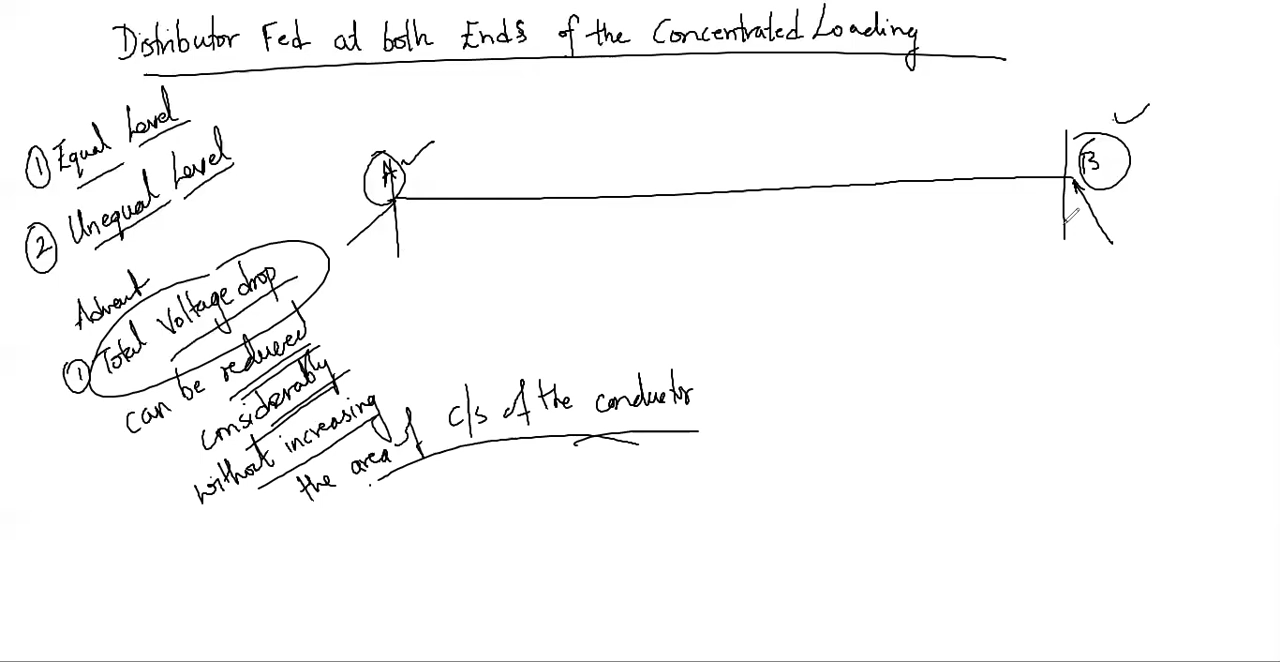 Distributor Fed at both Ends of the Concentrated Loading
① Equal Level
② Unequal Level
A
B
Advant
① Total Voltage drop
can be reduced
considerably
without increasing
the area of c/s of the conductor